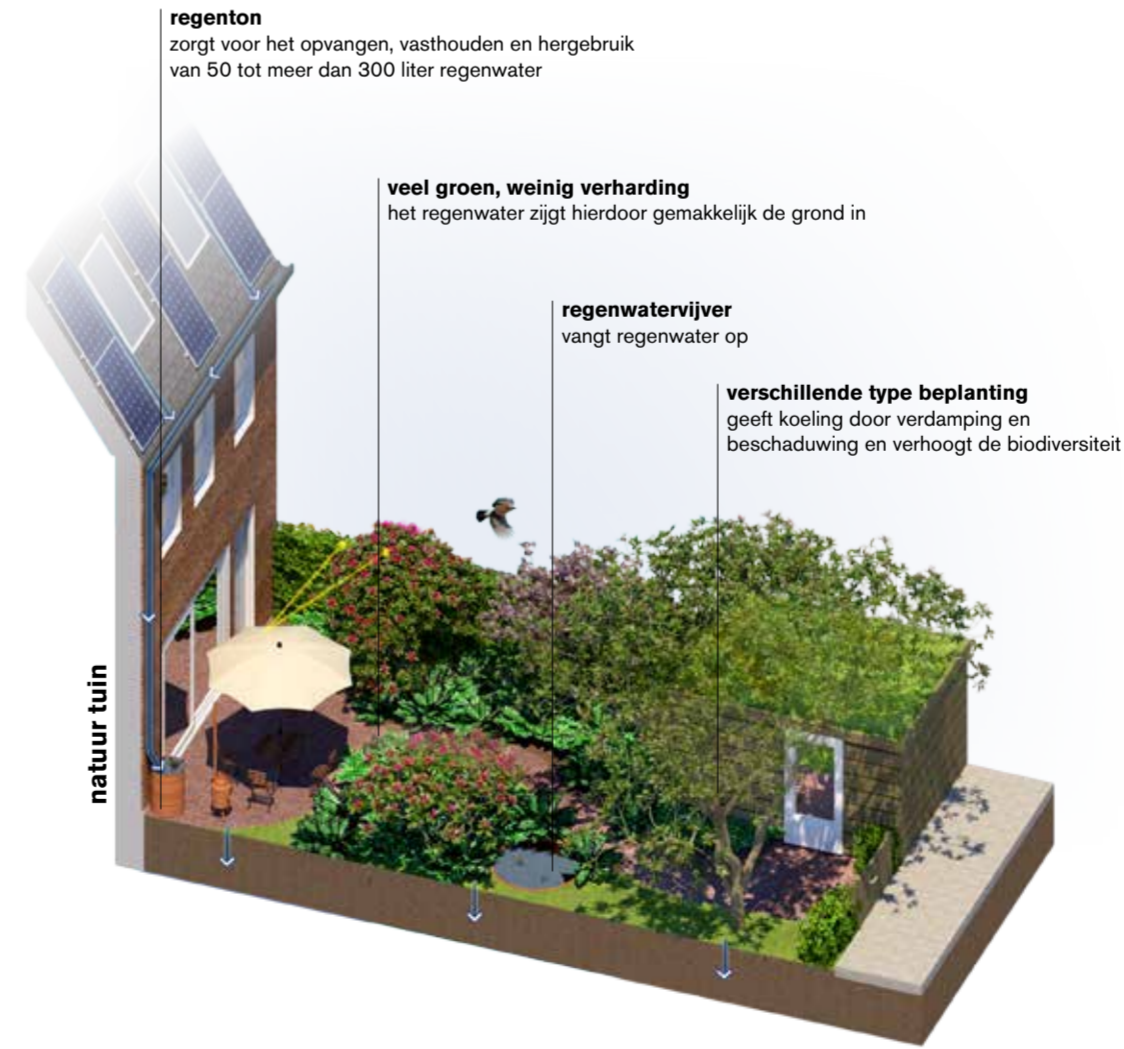 regenton
zorgt voor het opvangen, vasthouden en hergebruik
van 50 tot meer dan 300 liter regenwater
veel groen, weinig verharding
het regenwater zijgt hierdoor gemakkelijk de grond in
regenwatervijver
vangt regenwater op
verschillende type beplanting
geeft koeling door verdamping en
beschaduwing en verhoogt de biodiversiteit
natuur tuin